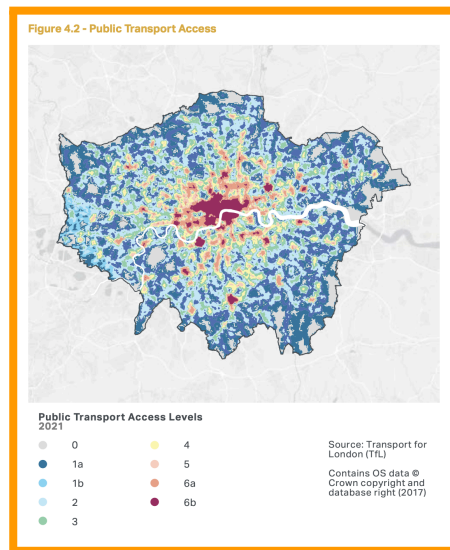 Figure 4.2 - Public Transport Access
Public Transport Access Levels
2021
0
1a
1b
2
3
4
5
6a
6b
Source: Transport for
London (TfL)
Contains OS data ©
Crown copyright and
database right (2017)